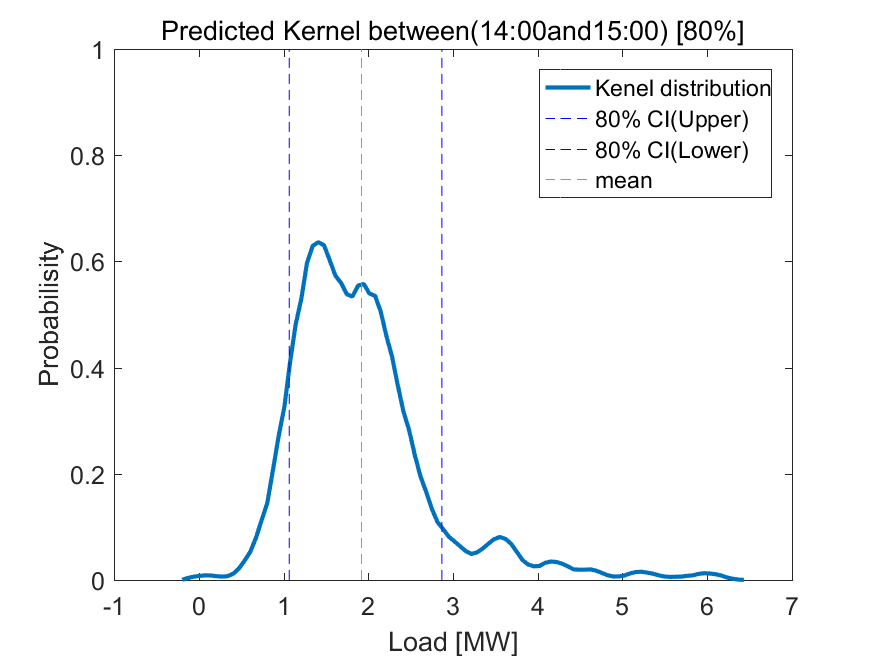 Predicted Kernel between(14:00and15:00) [80%]
1
0.8
0.6
0.4
0.2
0
Probabilisity
Kenel distribution
80% CI(Upper)
80% CI(Lower)
mean
-1 0 1 2 3 4 5 6 7
Load [MW]